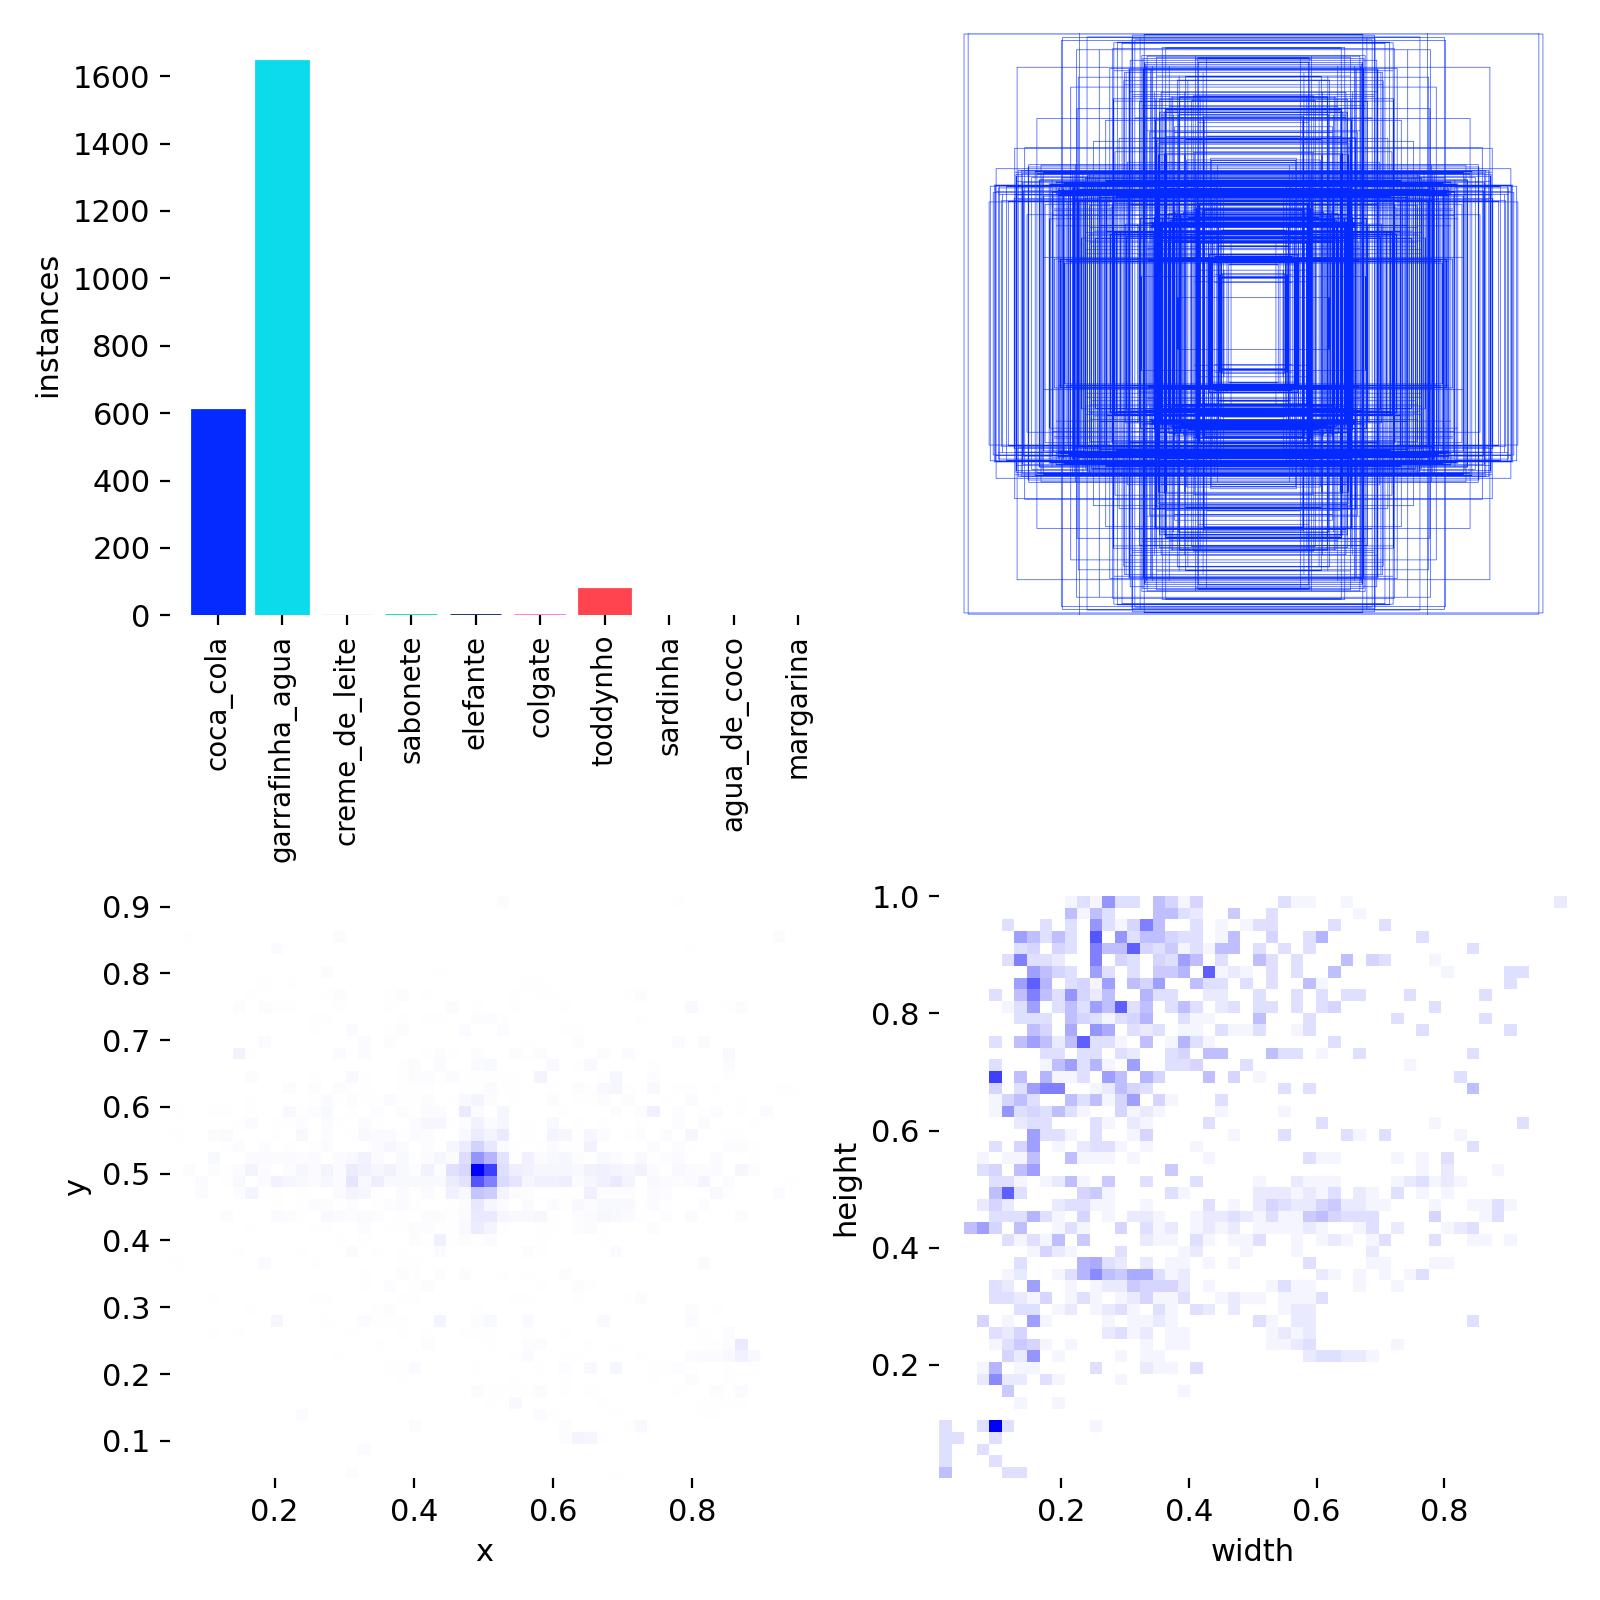 instances
1600
1400
1200
1000
800
600
400
200
0
coca_cola
garrafinha_agua
creme_de_leite
sabonete
elefante
colgate
toddynho
sardinha
agua_de_coco
margarina
y
0.9
0.8
0.7
0.6
0.5
0.4
0.3
0.2
0.1
0.2 0.4 0.6 0.8
x
height
1.0
0.8
0.6
0.4
0.2
0.2 0.4 0.6 0.8
width